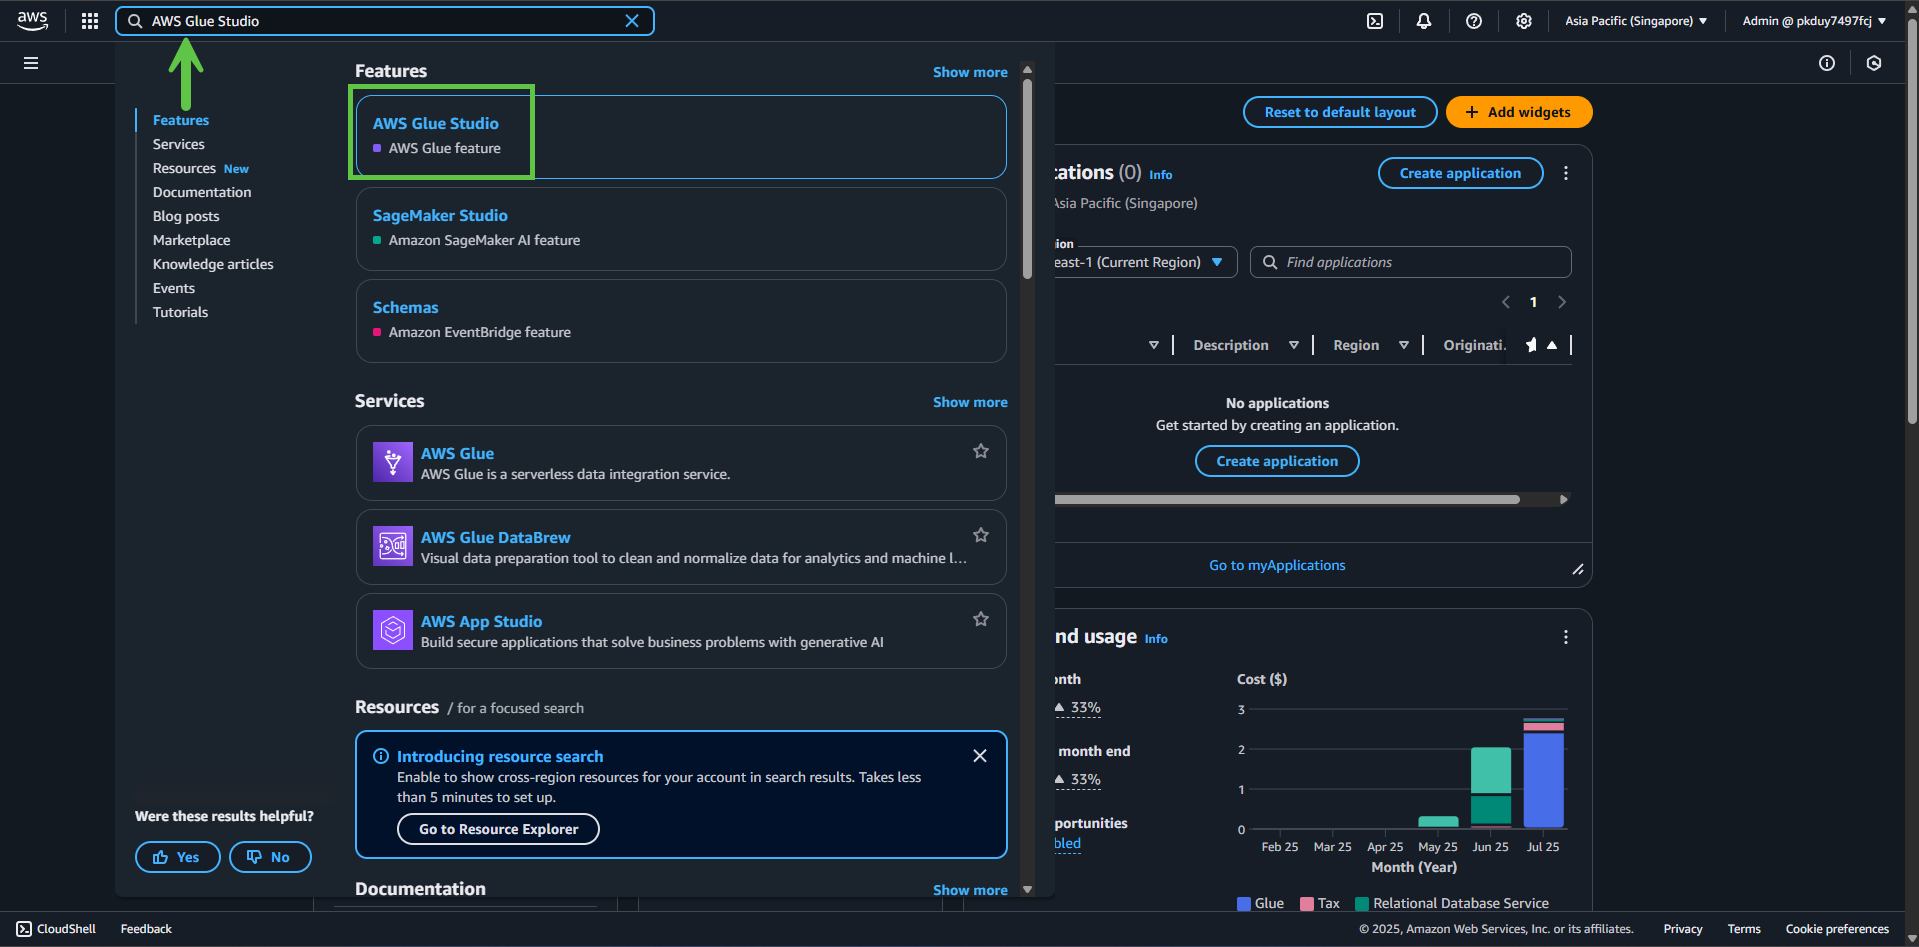 aws
AWS Glue Studio
Asia Pacific (Singapore)
Admin @ pkduy7497fcj
Features
Services
Resources New
Documentation
Blog posts
Marketplace
Knowledge articles
Events
Tutorials
Were these results helpful?
Yes
No
Features
Show more
AWS Glue Studio
AWS Glue feature
SageMaker Studio
Amazon SageMaker AI feature
Schemas
Amazon EventBridge feature
Services
Show more
AWS Glue
AWS Glue is a serverless data integration service.
AWS Glue DataBrew
Visual data preparation tool to clean and normalize data for analytics and machine l...
AWS App Studio
Build secure applications that solve business problems with generative AI
Resources / for a focused search
Introducing resource search
Enable to show cross-region resources for your account in search results. Takes less
than 5 minutes to set up.
Go to Resource Explorer
Documentation
Show more
Reset to default layout
+ Add widgets
cations (0) Info
Create application
Asia Pacific (Singapore)
ion
east-1 (Current Region)
Find applications
1
Description
Region
Originati.
No applications
Get started by creating an application.
Create application
Go to myApplications
nd usage Info
onth
33%
month end
33%
portunities
bled
Cost ($)
3
2
1
0
Feb 25
Mar 25
Apr 25
May 25
Jun 25
Jul 25
Month (Year)
Glue
Tax
Relational Database Service
CloudShell
Feedback
© 2025, Amazon Web Services, Inc. or its affiliates.
Privacy
Terms
Cookie preferences